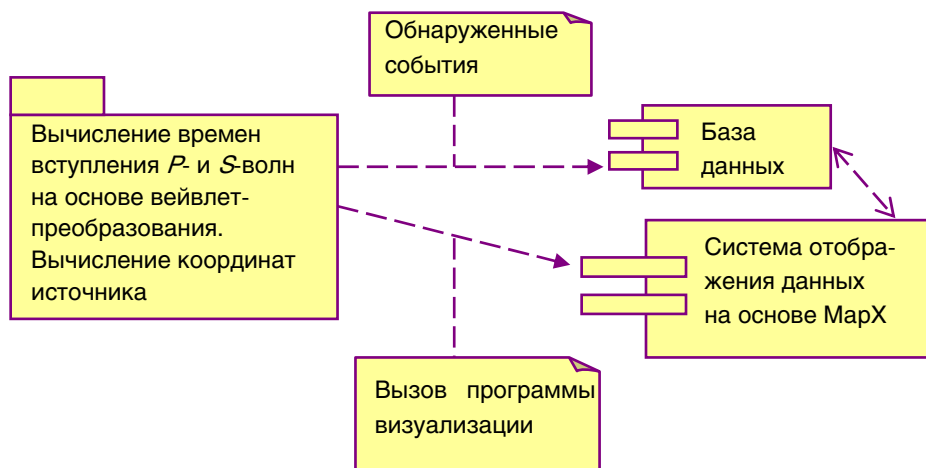 Обнаруженные
события
Вычисление времен
вступления P- и S-волн
на основе вейвлет-
преобразования.
Вычисление координат
источника
База
данных
Система отобра-
жения данных
на основе MapX
Вызов программы
визуализации